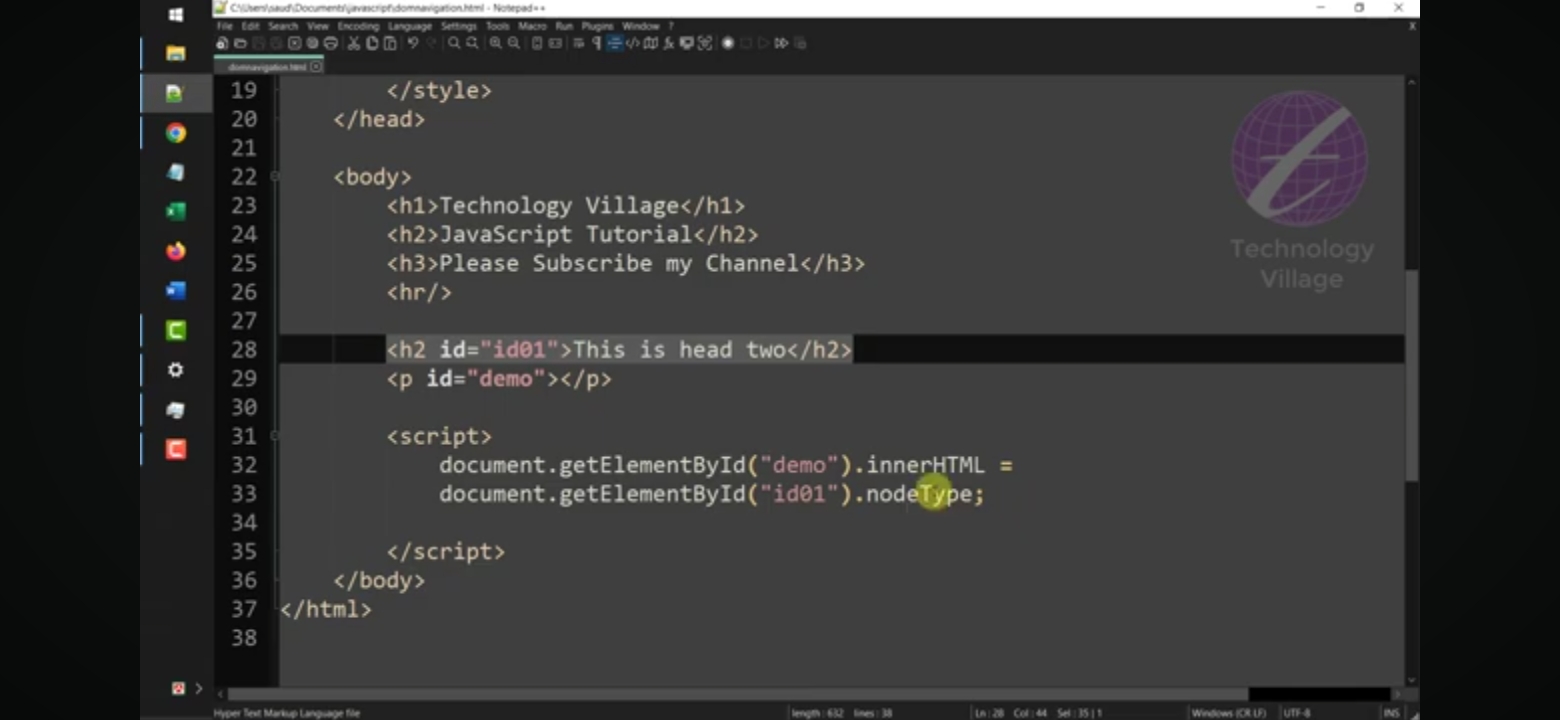 C:\Users\saud\Documents\javascript\domnavigation.html - Notepad++
File Edit Search View Encoding Language Settings Tools Macro Run Plugins Window ?
domnavigation.html
19 </style>
20 </head>
21
22 <body>
23 <h1>Technology Village</h1>
24 <h2>JavaScript Tutorial</h2>
25 <h3>Please Subscribe my Channel</h3>
26 <hr/>
27
28 <h2 id="id01">This is head two</h2>
29 <p id="demo"></p>
30
31 <script>
32 document.getElementById("demo").innerHTML =
33 document.getElementById("id01").nodeType;
34
35 </script>
36 </body>
37 </html>
38
Technology
Village
Hyper Text Markup Language file length : 632 lines : 38 Ln : 28 Col : 44 Sel : 35 | 1 Windows (CR LF) UTF-8 INS